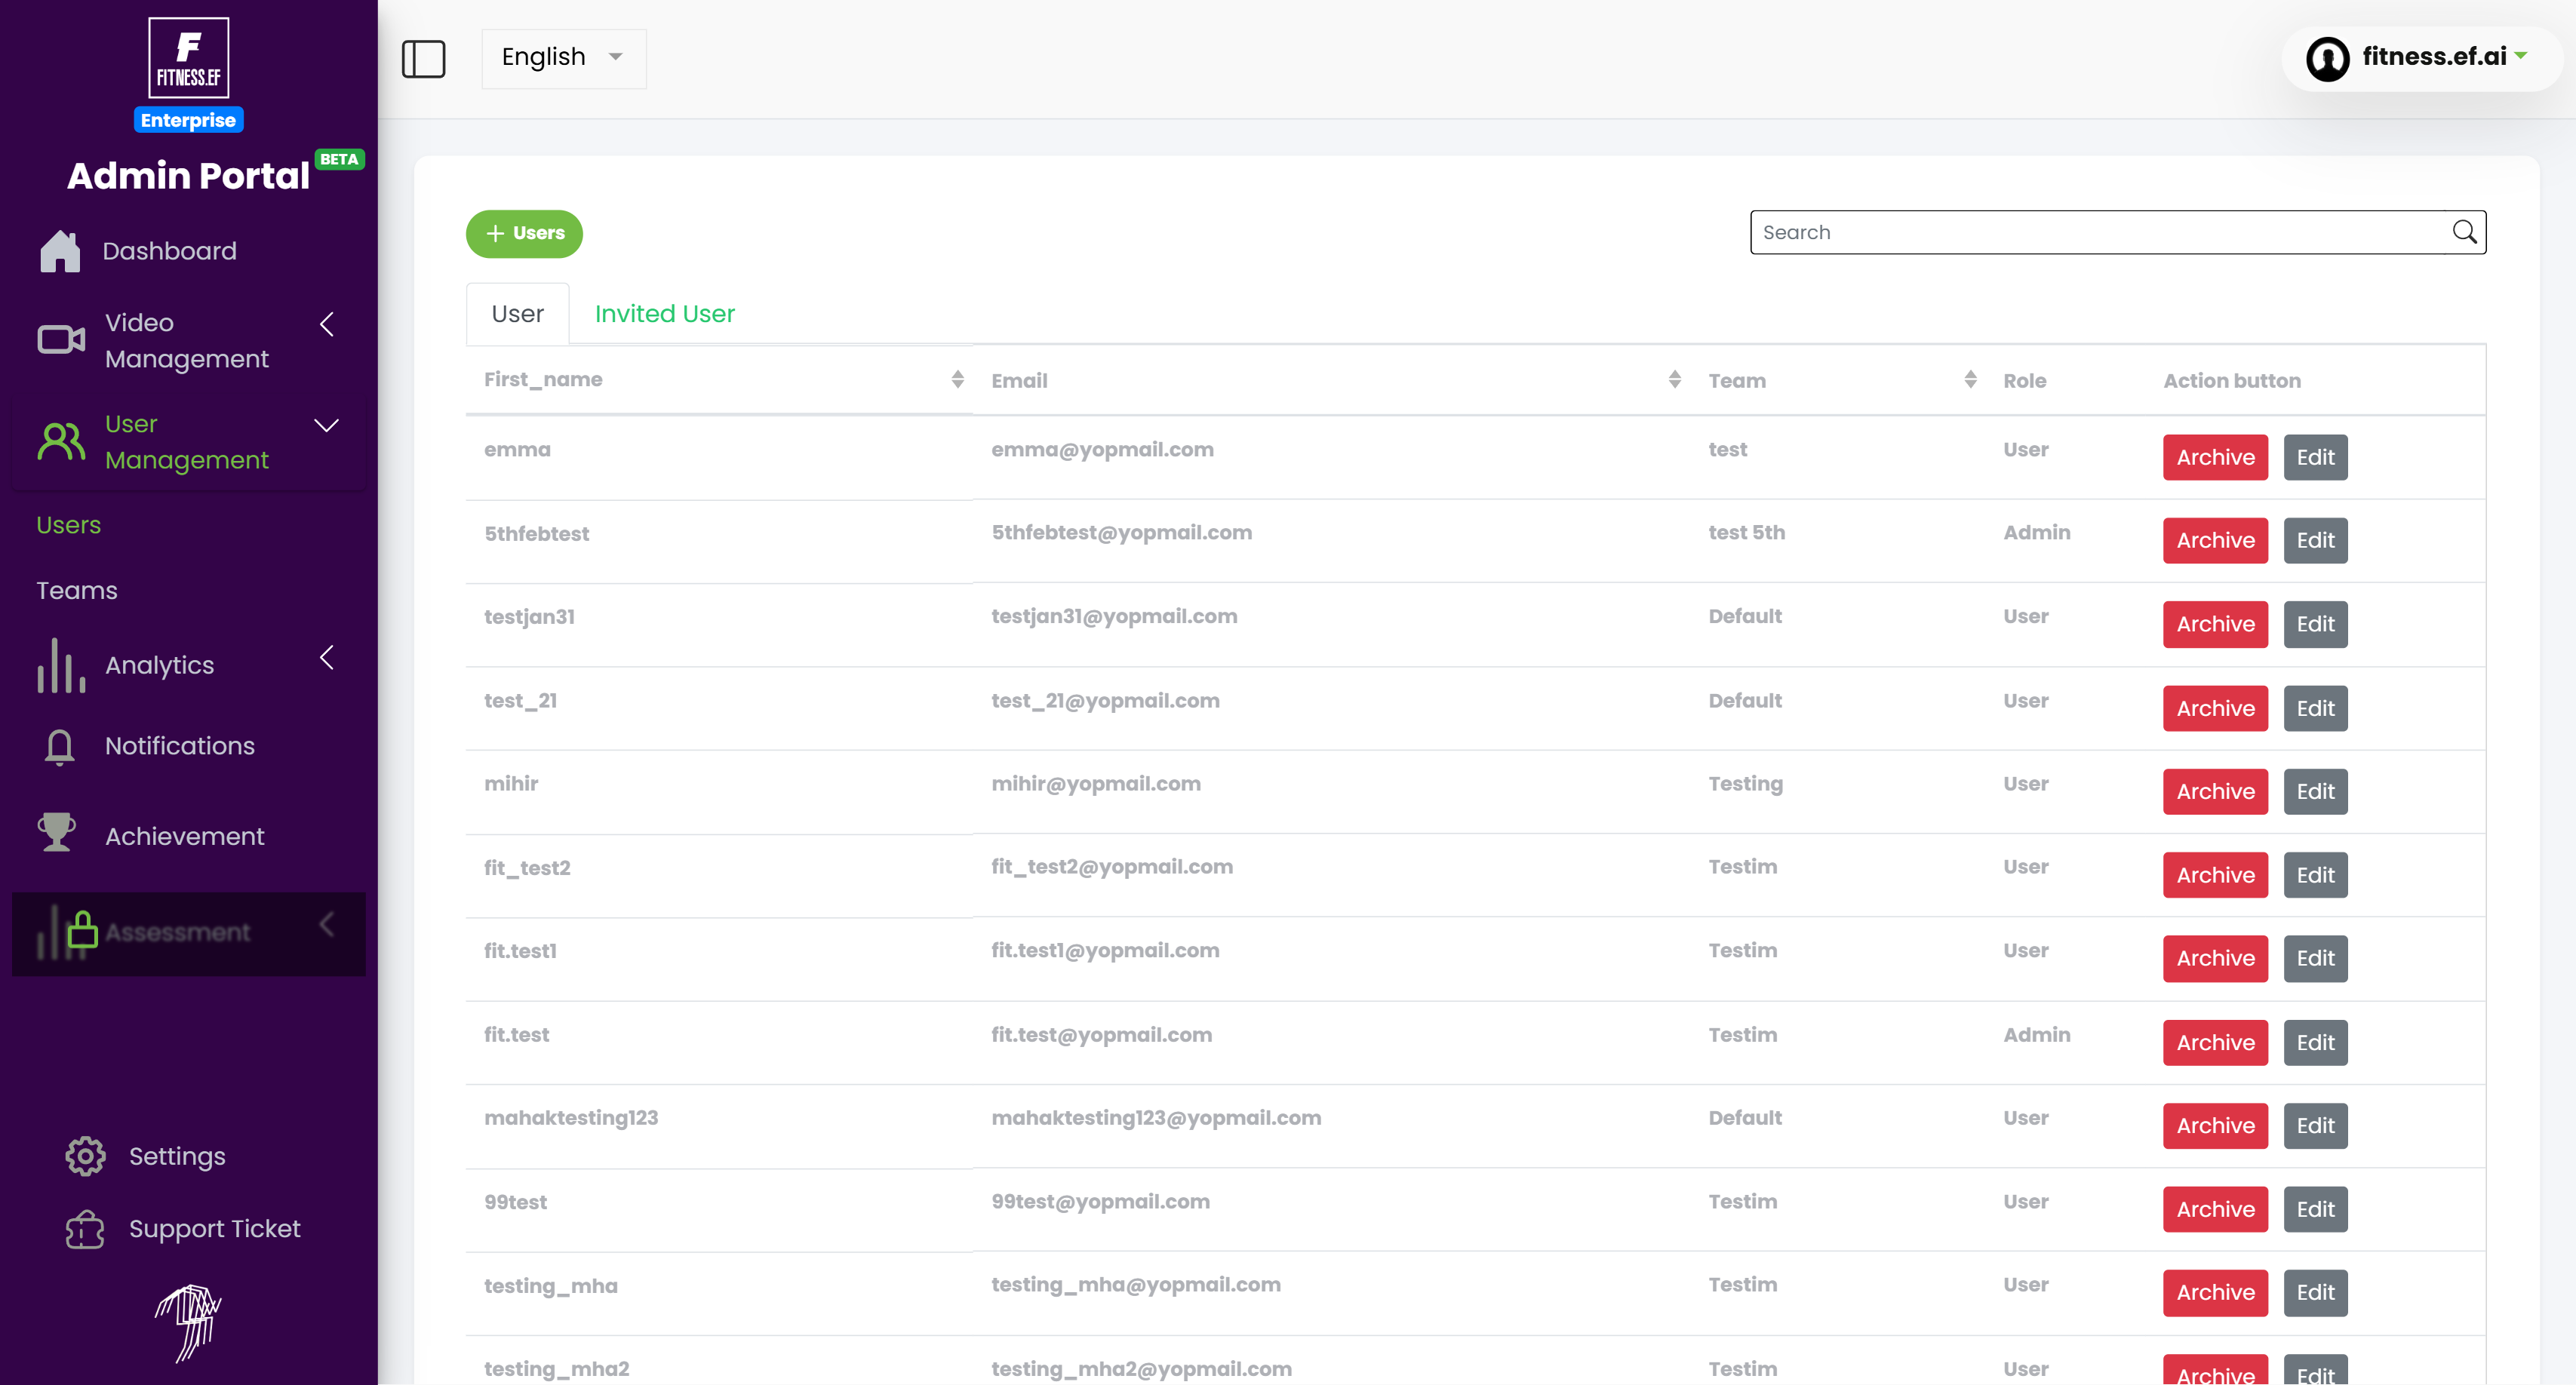 F
FITNESS.EF
Enterprise
Admin Portal BETA
Dashboard
Video
Management
User
Management
Users
Teams
Analytics
Notifications
Achievement
Assessment
Settings
Support Ticket
English
fitness.ef.ai
+ Users
Search
User Invited User
First_name Email Team Role Action button
emma emma@yopmail.com test User Archive Edit
5thfebtest 5thfebtest@yopmail.com test 5th Admin Archive Edit
testjan31 testjan31@yopmail.com Default User Archive Edit
test_21 test_21@yopmail.com Default User Archive Edit
mihir mihir@yopmail.com Testing User Archive Edit
fit_test2 fit_test2@yopmail.com Testim User Archive Edit
fit.test1 fit.test1@yopmail.com Testim User Archive Edit
fit.test fit.test@yopmail.com Testim Admin Archive Edit
mahaktesting123 mahaktesting123@yopmail.com Default User Archive Edit
99test 99test@yopmail.com Testim User Archive Edit
testing_mha testing_mha@yopmail.com Testim User Archive Edit
testing_mha2 testing_mha2@yopmail.com Testim User Archive Edit